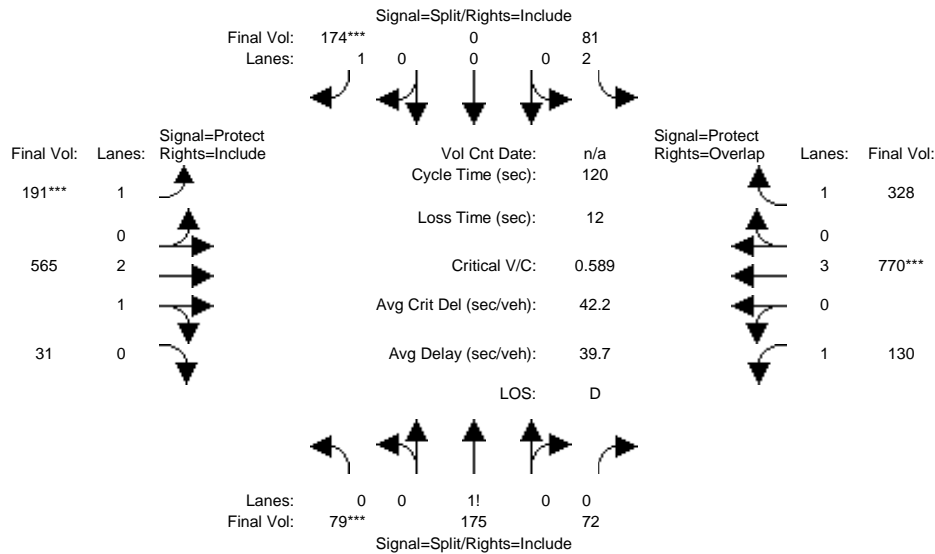 Signal=Split/Rights=Include
Final Vol: 174*** 0 81
Lanes: 1 0 0 0 2
Signal=Protect Signal=Protect
Final Vol: Lanes: Rights=Include Vol Cnt Date: n/a Rights=Overlap Lanes: Final Vol:
Cycle Time (sec): 120
191*** 1 1 328
Loss Time (sec): 12
0 0
565 2 Critical V/C: 0.589 3 770***
1 Avg Crit Del (sec/veh): 42.2 0
31 0 Avg Delay (sec/veh): 39.7 1 130
LOS: D
Lanes: 0 0 1! 0 0
Final Vol: 79*** 175 72
Signal=Split/Rights=Include